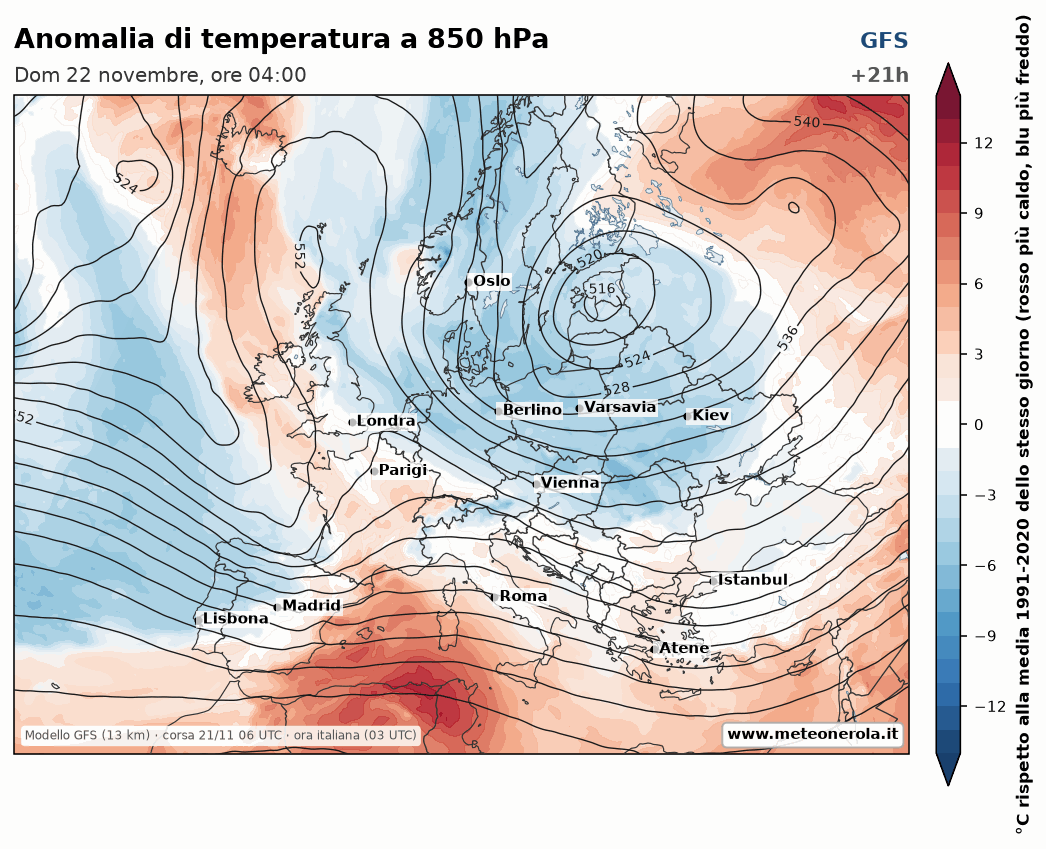 Anomalia di temperatura a 850 hPa
GFS
Dom 22 novembre, ore 04:00
+21h
540
524
552
520
516
536
524
528
52
Oslo
Berlino
Varsavia
Kiev
Londra
Parigi
Vienna
Istanbul
Roma
Madrid
Lisbona
Atene
Modello GFS (13 km) · corsa 21/11 06 UTC · ora italiana (03 UTC)
www.meteonerola.it
12
9
6
3
0
−3
−6
−9
−12
°C rispetto alla media 1991-2020 dello stesso giorno (rosso più caldo, blu più freddo)